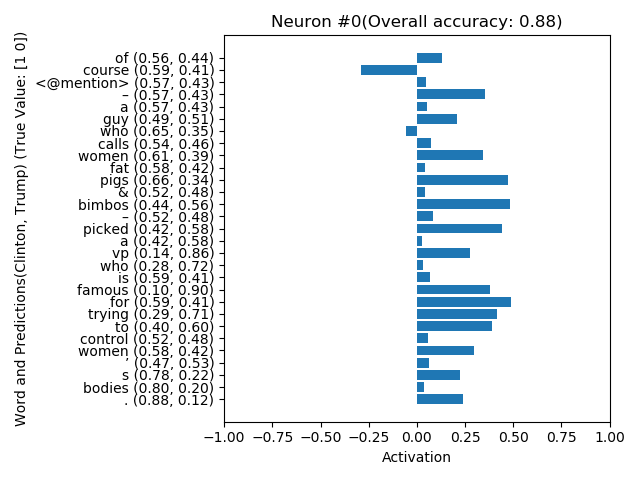 Neuron #0(Overall accuracy: 0.88)
Word and Predictions(Clinton, Trump) (True Value: [1 0])
of (0.56, 0.44)
course (0.59, 0.41)
<@mention> (0.57, 0.43)
– (0.57, 0.43)
a (0.57, 0.43)
guy (0.49, 0.51)
who (0.65, 0.35)
calls (0.54, 0.46)
women (0.61, 0.39)
fat (0.58, 0.42)
pigs (0.66, 0.34)
& (0.52, 0.48)
bimbos (0.44, 0.56)
– (0.52, 0.48)
picked (0.42, 0.58)
a (0.42, 0.58)
vp (0.14, 0.86)
who (0.28, 0.72)
is (0.59, 0.41)
famous (0.10, 0.90)
for (0.59, 0.41)
trying (0.29, 0.71)
to (0.40, 0.60)
control (0.52, 0.48)
women (0.58, 0.42)
’ (0.47, 0.53)
s (0.78, 0.22)
bodies (0.80, 0.20)
. (0.88, 0.12)
−1.00 −0.75 −0.50 −0.25 0.00 0.25 0.50 0.75 1.00
Activation